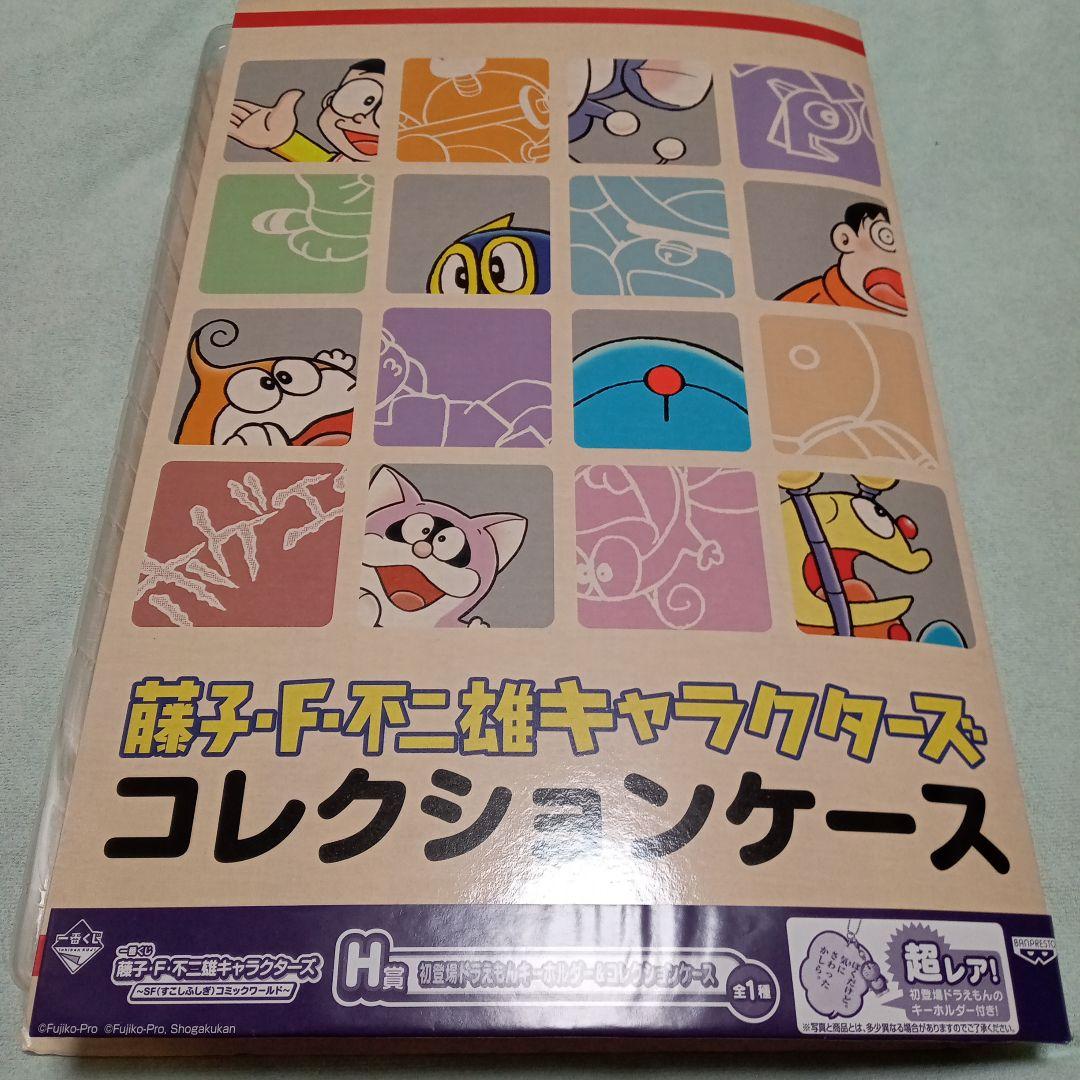 藤子・F・不二雄キャラクターズ
コレクションケース
一番くじ
Ichiban KUJI
一番くじ
藤子・F・不二雄キャラクターズ
～SF(すこしふしぎ)コミックワールド～
H賞
初登場ドラえもんキーホルダー&コレクションケース
全1種
超レア!
初登場ドラえもんの
キーホルダー付き!
※写真と商品とは、多少異なる場合がありますのでご了承ください。
BANPRESTO
©Fujiko-Pro ©Fujiko-Pro, Shogakukan